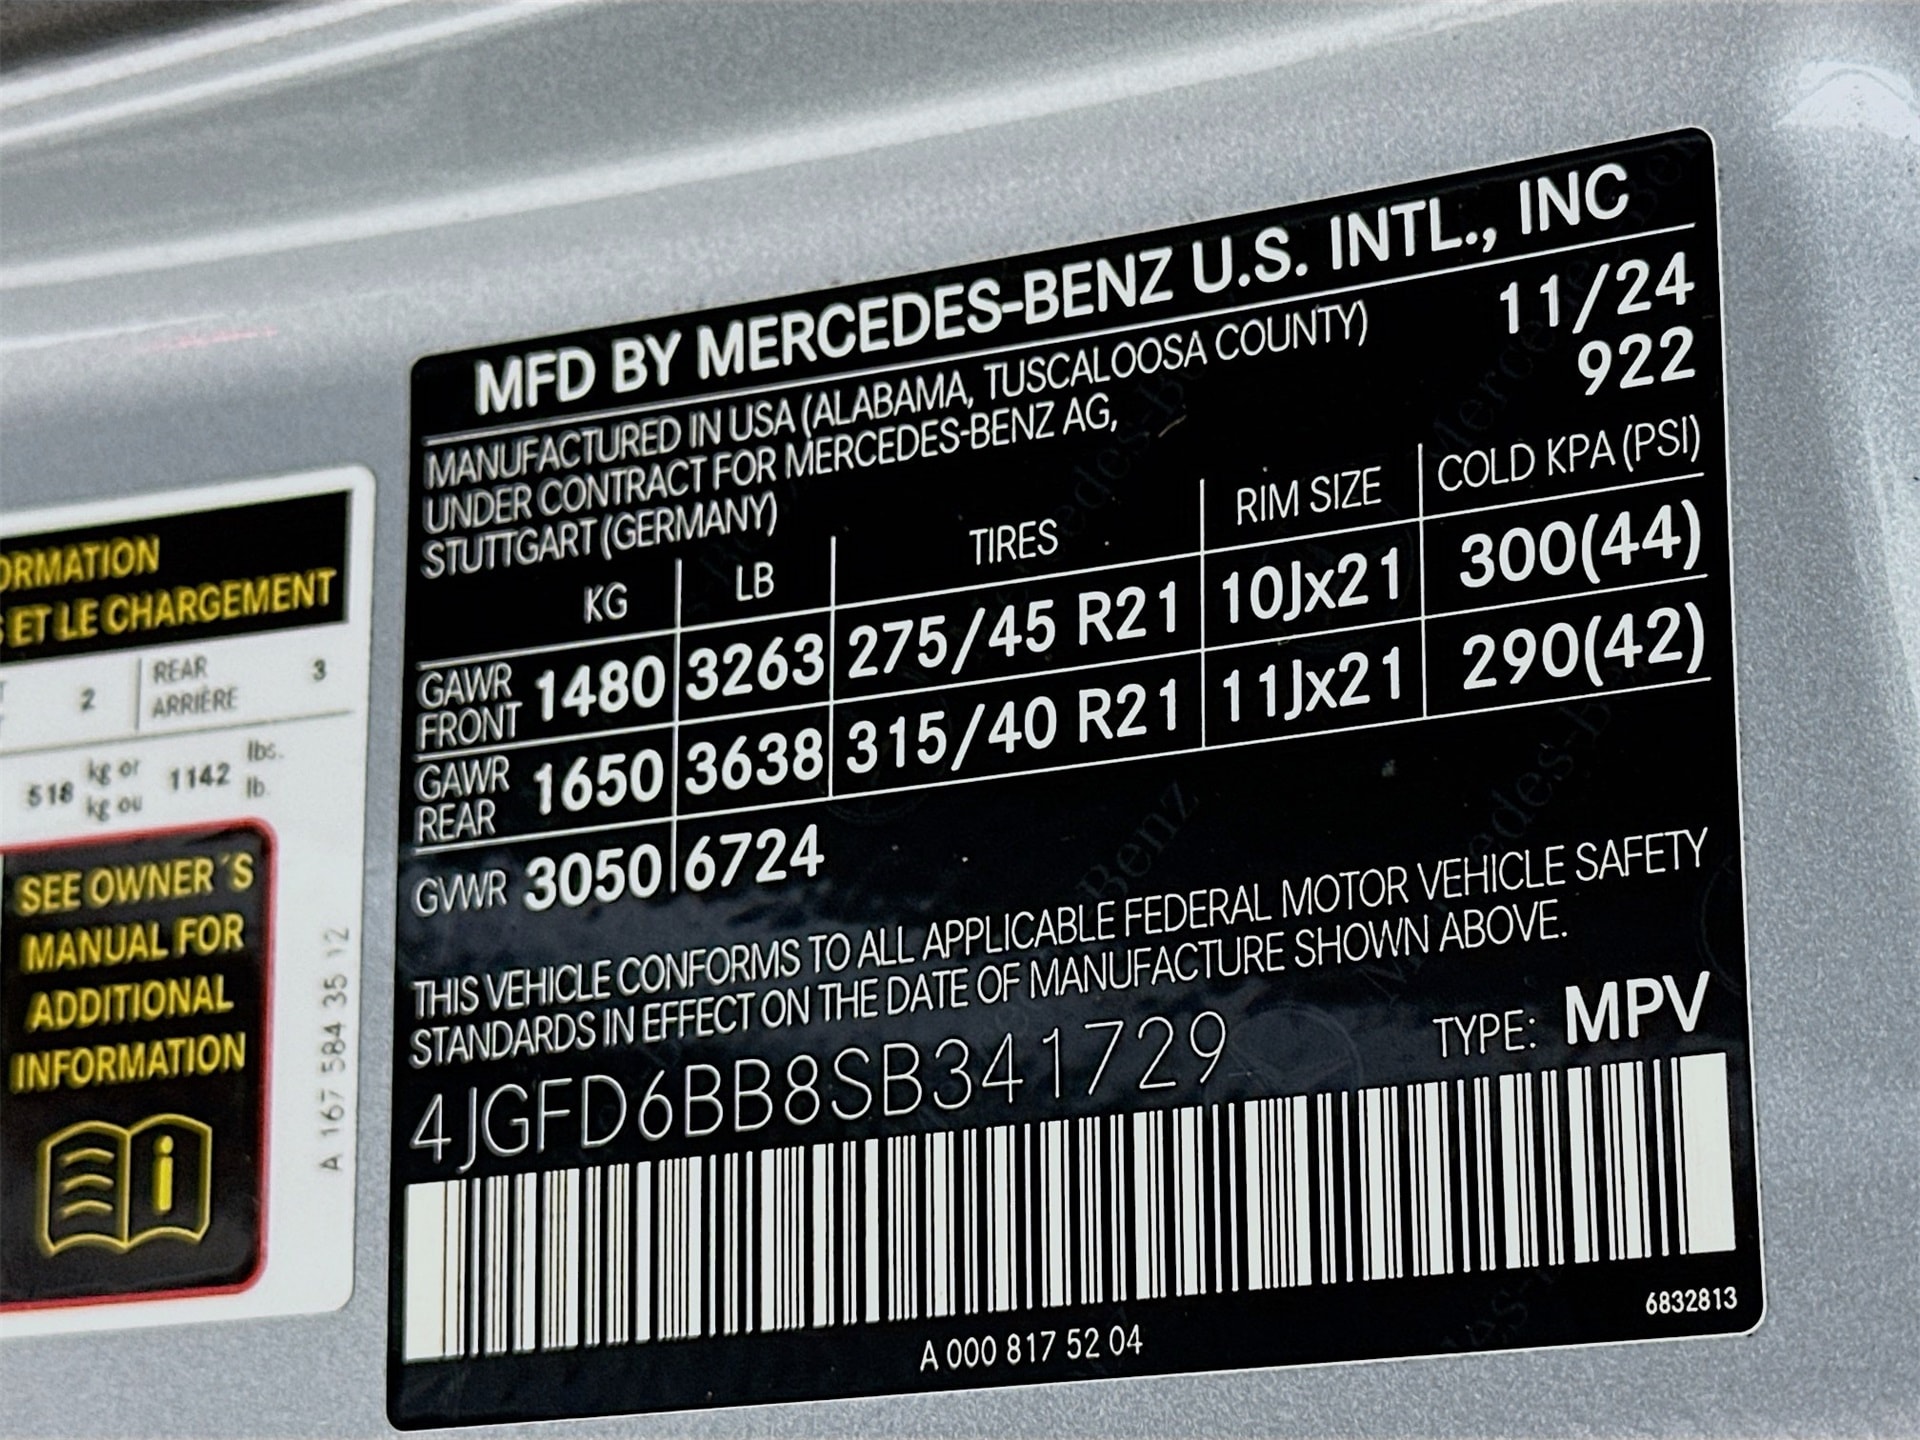 MFD BY MERCEDES-BENZ U.S. INTL., INC
MANUFACTURED IN USA (ALABAMA, TUSCALOOSA COUNTY) 11/24
UNDER CONTRACT FOR MERCEDES-BENZ AG, 922
STUTTGART (GERMANY)
KG LB TIRES RIM SIZE COLD KPA (PSI)
GAWR FRONT 1480 3263 275/45 R21 10Jx21 300(44)
GAWR REAR 1650 3638 315/40 R21 11Jx21 290(42)
GVWR 3050 6724
THIS VEHICLE CONFORMS TO ALL APPLICABLE FEDERAL MOTOR VEHICLE SAFETY
STANDARDS IN EFFECT ON THE DATE OF MANUFACTURE SHOWN ABOVE.
4JGFD6BB8SB341729 TYPE: MPV
6832813
A 000 817 52 04
ET LE CHARGEMENT
2 REAR 3
ARRIÈRE
518 kg or 1142 lbs.
kg ou lb.
SEE OWNER´S
MANUAL FOR
ADDITIONAL
INFORMATION
A 167 584 35 12